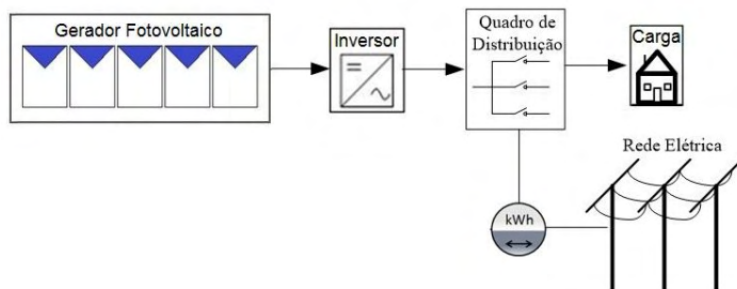 Gerador Fotovoltaico
Inversor
Quadro de
Distribuição
Carga
Rede Elétrica
kWh